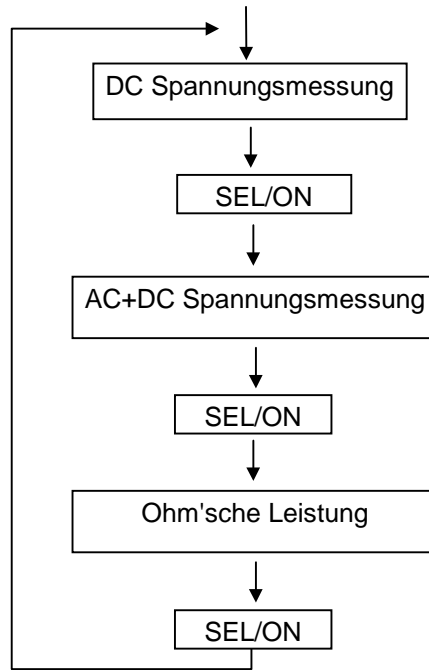 DC Spannungsmessung
SEL/ON
AC+DC Spannungsmessung
SEL/ON
Ohm'sche Leistung
SEL/ON